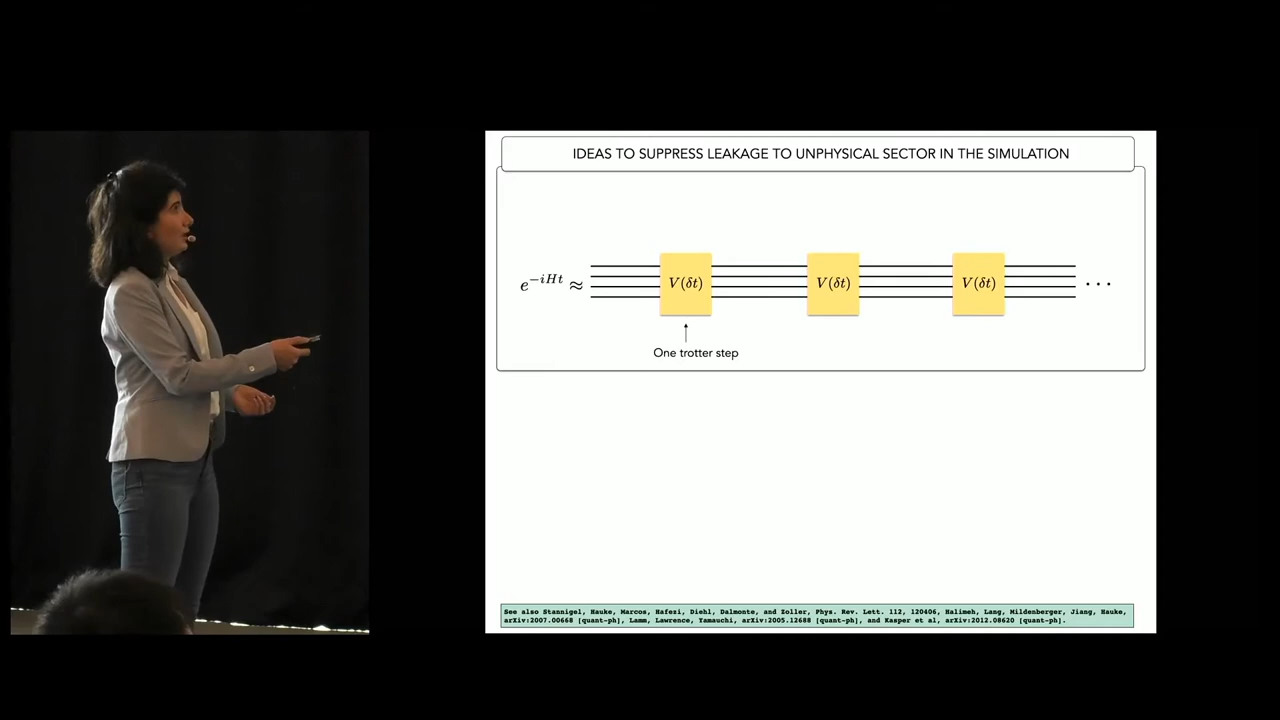 IDEAS TO SUPPRESS LEAKAGE TO UNPHYSICAL SECTOR IN THE SIMULATION
e^{-iHt} ≈ V(δt) V(δt) V(δt) ···
One trotter step
See also Stannigel, Hauke, Marcos, Hafezi, Diehl, Dalmonte, and Zoller, Phys. Rev. Lett. 112, 120406, Halimeh, Lang, Mildenberger, Jiang, Hauke,
arXiv:2007.00668 [quant-ph], Lamm, Lawrence, Yamauchi, arXiv:2005.12688 [quant-ph], and Kasper et al, arXiv:2012.08620 [quant-ph].